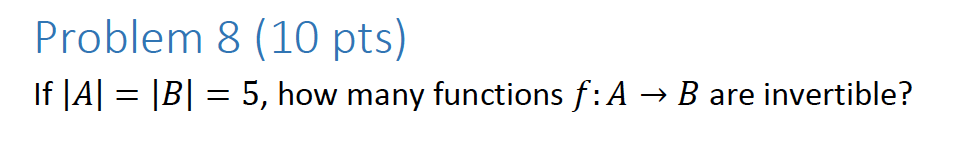 Problem 8 (10 pts)
If |A| = |B| = 5, how many functions f: A → B are invertible?